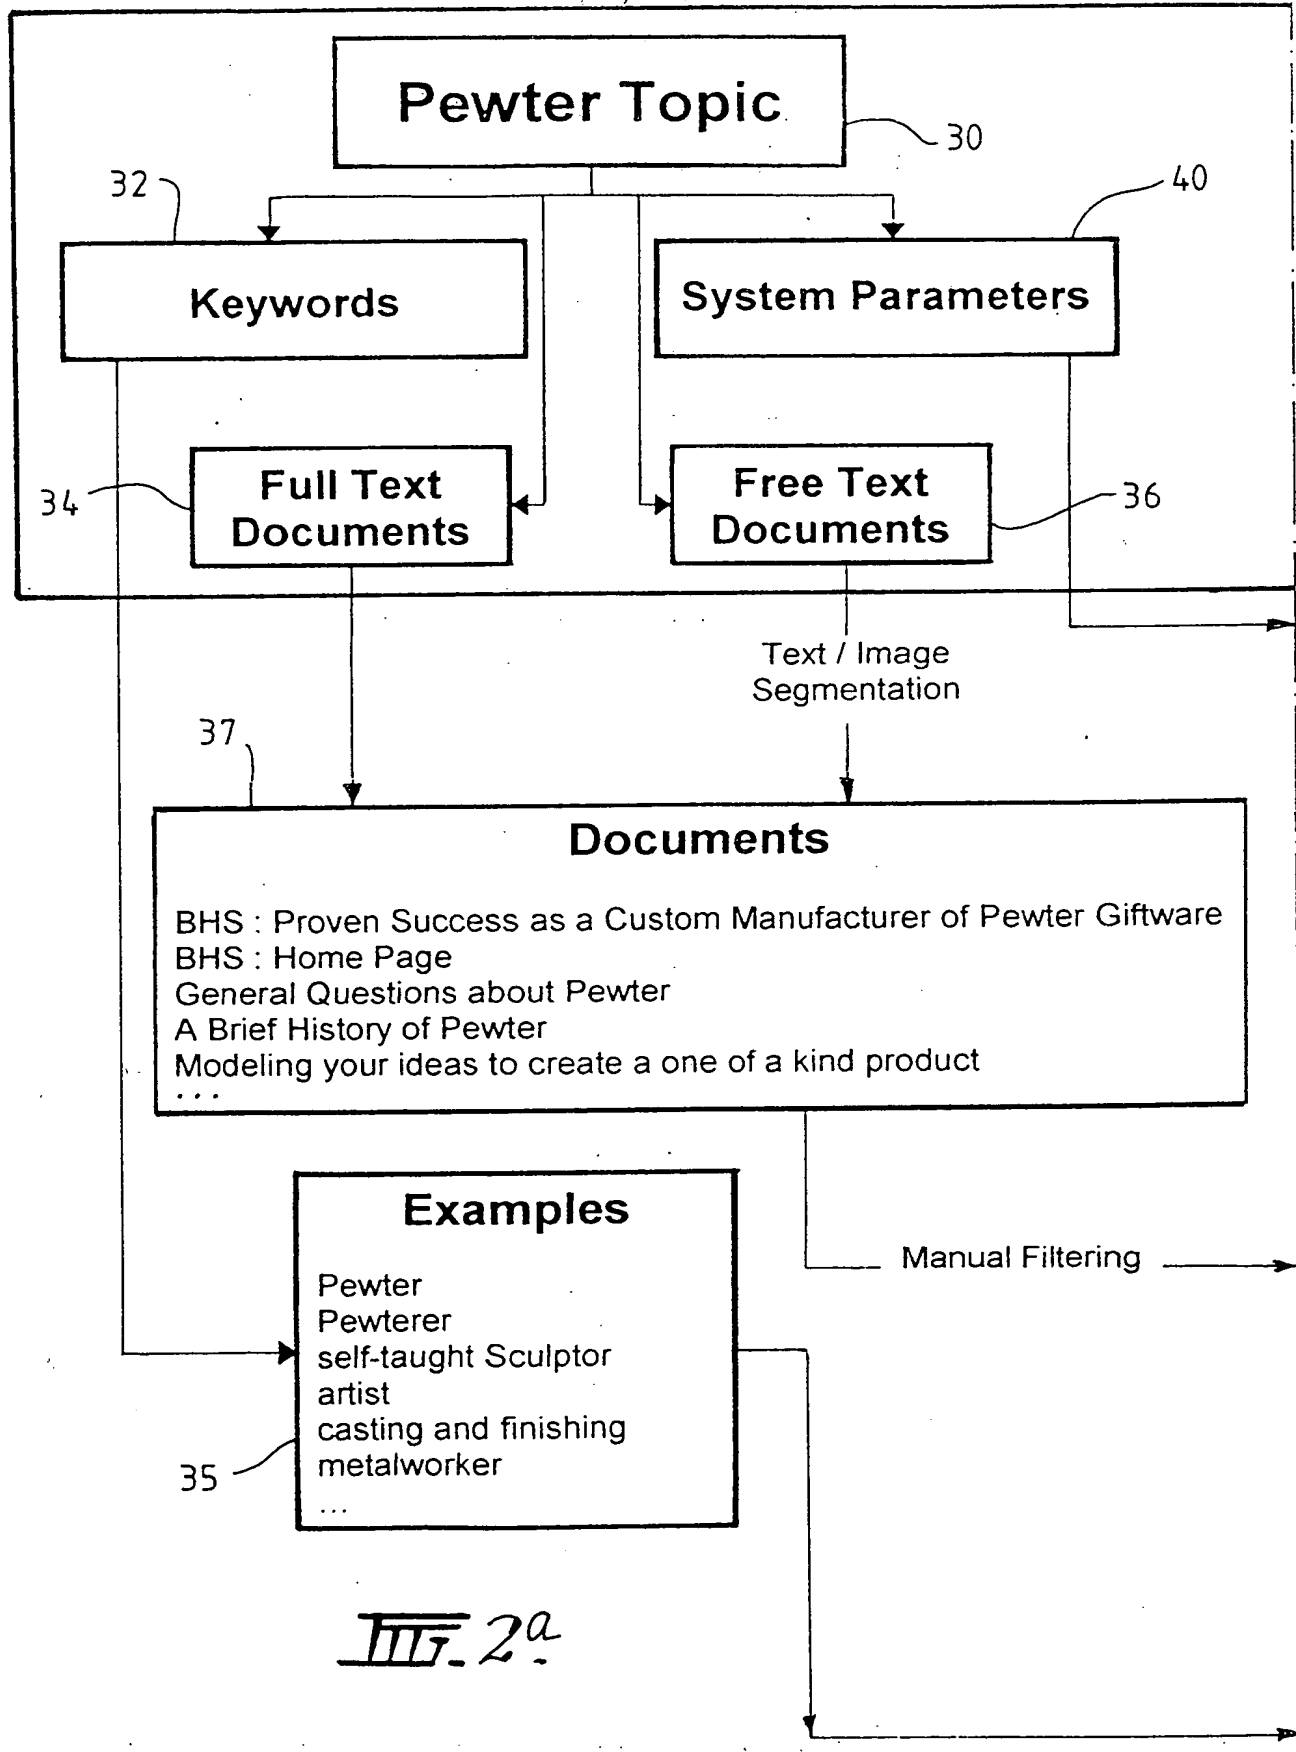 Pewter Topic
30
32
40
Keywords
System Parameters
Full Text
Documents
34
Free Text
Documents
36
Text / Image
Segmentation
37
Documents
BHS : Proven Success as a Custom Manufacturer of Pewter Giftware
BHS : Home Page
General Questions about Pewter
A Brief History of Pewter
Modeling your ideas to create a one of a kind product
...
Manual Filtering
Examples
Pewter
Pewterer
self-taught Sculptor
artist
casting and finishing
metalworker
...
35
FIG. 2a